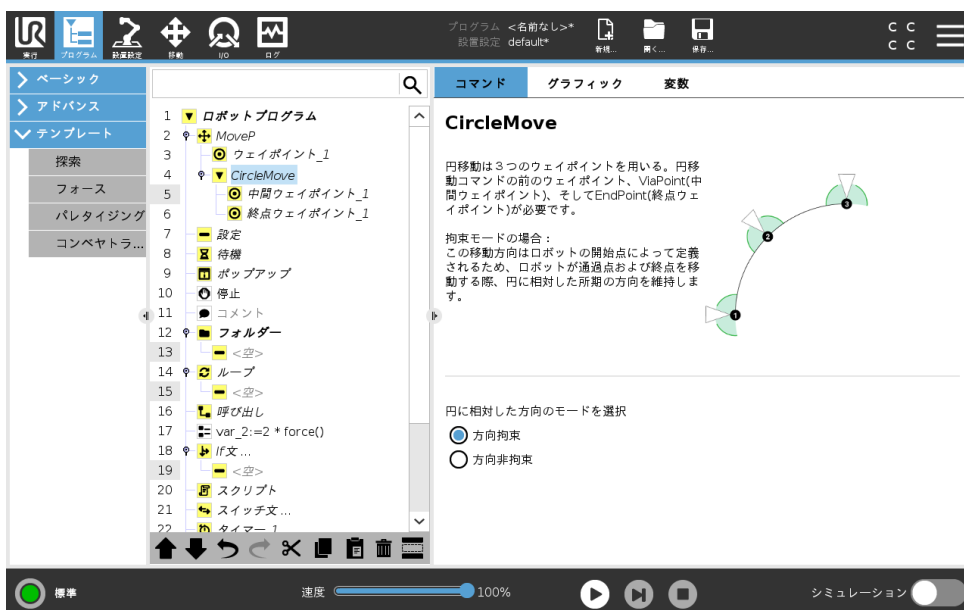 UR
実行
プログラム
設置設定
移動
I/O
ログ
プログラム <名前なし>*
設置設定 default*
新規...
開く...
保存...
C C
C C
ベーシック
アドバンス
テンプレート
探索
フォース
パレタイジング
コンベヤトラ...
1 ロボットプログラム
2 MoveP
3 ウェイポイント_1
4 CircleMove
5 中間ウェイポイント_1
6 終点ウェイポイント_1
7 設定
8 待機
9 ポップアップ
10 停止
11 コメント
12 フォルダー
13 <空>
14 ループ
15 <空>
16 呼び出し
17 var_2:=2 * force()
18 If文...
19 <空>
20 スクリプト
21 スイッチ文...
22 タイマー_1
コマンド
グラフィック
変数
CircleMove
円移動は３つのウェイポイントを用いる。円移
動コマンドの前のウェイポイント、ViaPoint(中
間ウェイポイント)、そしてEndPoint(終点ウェ
イポイント)が必要です。
拘束モードの場合：
この移動方向はロボットの開始点によって定義
されるため、ロボットが通過点および終点を移
動する際、円に相対した所期の方向を維持しま
す。
3
2
1
円に相対した方向のモードを選択
方向拘束
方向非拘束
標準
速度
100%
シミュレーション